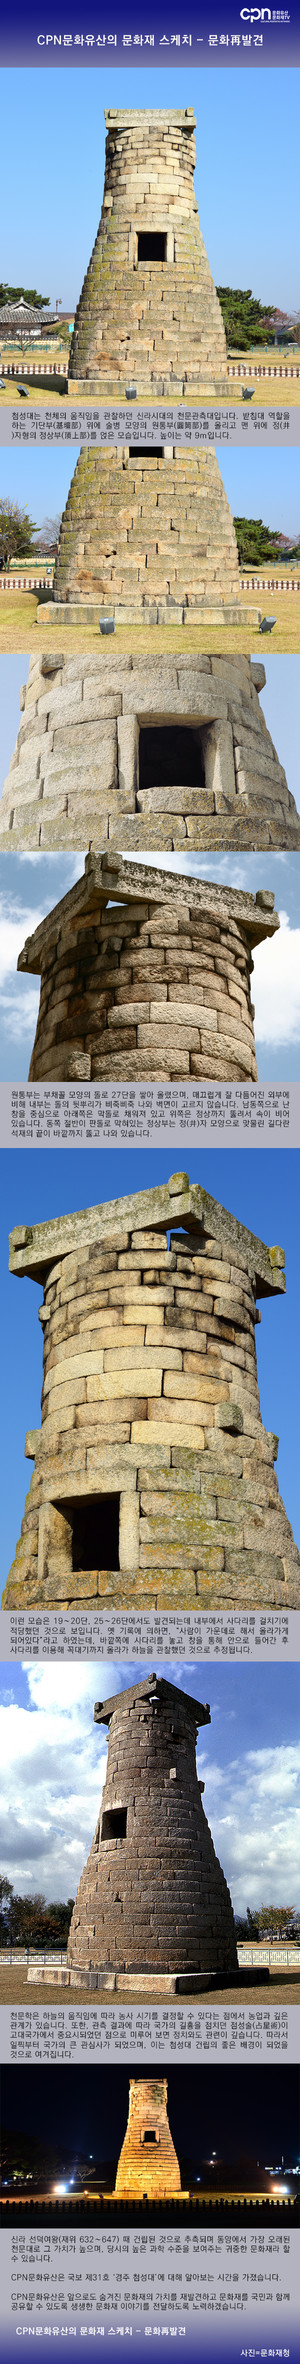 cpn 문화유산
문화재TV
CPN문화유산의 문화재 스케치 - 문화再발견
첨성대는 천체의 움직임을 관찰하던 신라시대의 천문관측대입니다. 받침대 역할을
하는 기단부(基壇部) 위에 술병 모양의 원통부(圓筒部)를 올리고 맨 위에 정(井
)자형의 정상부(頂上部)를 얹은 모습입니다. 높이는 약 9m입니다.
원통부는 부채꼴 모양의 돌로 27단을 쌓아 올렸으며, 매끄럽게 잘 다듬어진 외부에
비해 내부는 돌의 뒷뿌리가 삐죽삐죽 나와 벽면이 고르지 않습니다. 남동쪽으로 난
창을 중심으로 아래쪽은 막돌로 채워져 있고 위쪽은 정상까지 뚫려서 속이 비어
있습니다. 동쪽 절반이 판돌로 막혀있는 정상부는 정(井)자 모양으로 맞물린 길다란
석재의 끝이 바깥까지 뚫고 나와 있습니다.
이런 모습은 19~20단, 25~26단에서도 발견되는데 내부에서 사다리를 걸치기에
적당했던 것으로 보입니다. 옛 기록에 의하면, "사람이 가운데로 해서 올라가게
되어있다"라고 하였는데, 바깥쪽에 사다리를 놓고 창을 통해 안으로 들어간 후
사다리를 이용해 꼭대기까지 올라가 하늘을 관찰했던 것으로 추정됩니다.
천문학은 하늘의 움직임에 따라 농사 시기를 결정할 수 있다는 점에서 농업과 깊은
관계가 있습니다. 또한, 관측 결과에 따라 국가의 길흉을 점치던 점성술(占星術)이
고대국가에서 중요시되었던 점으로 미루어 보면 정치와도 관련이 깊습니다. 따라서
일찍부터 국가의 큰 관심사가 되었으며, 이는 첨성대 건립의 좋은 배경이 되었을
것으로 여겨집니다.
신라 선덕여왕(재위 632~647) 때 건립된 것으로 추측되며 동양에서 가장 오래된
천문대로 그 가치가 높으며, 당시의 높은 과학 수준을 보여주는 귀중한 문화재라 할
수 있습니다.
CPN문화유산은 국보 제31호 '경주 첨성대'에 대해 알아보는 시간을 가졌습니다.
CPN문화유산은 앞으로도 숨겨진 문화재의 가치를 재발견하고 문화재를 국민과 함께
공유할 수 있도록 생생한 문화재 이야기를 전달하도록 노력하겠습니다.
CPN문화유산의 문화재 스케치 - 문화再발견
사진=문화재청